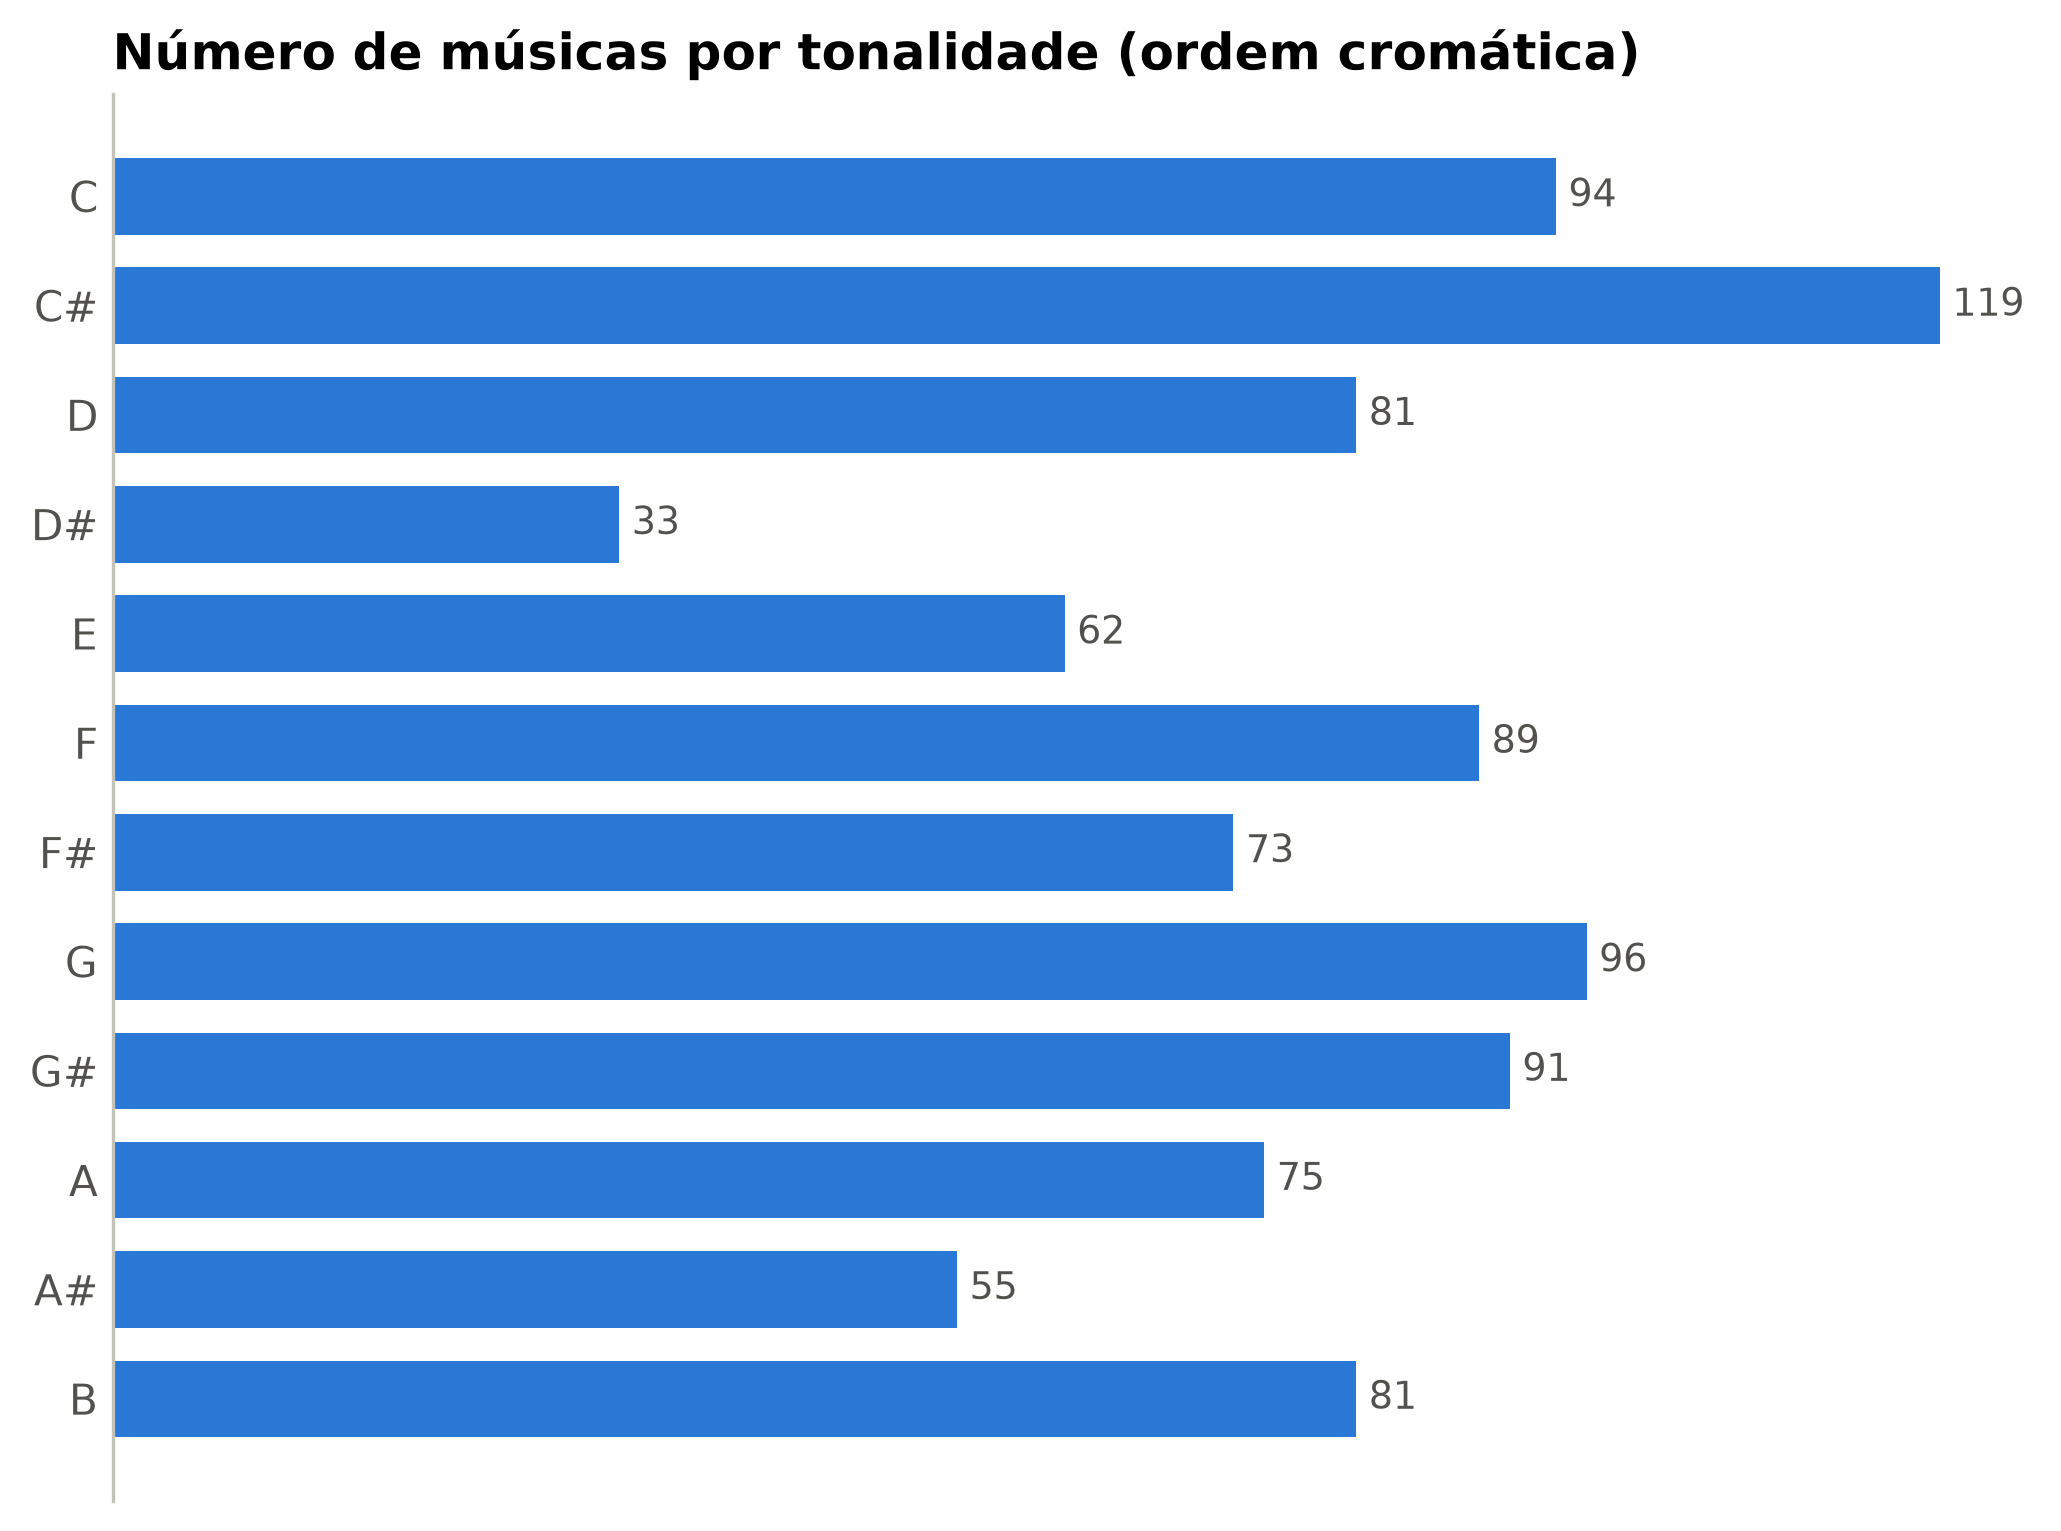 Número de músicas por tonalidade (ordem cromática)
C 94
C# 119
D 81
D# 33
E 62
F 89
F# 73
G 96
G# 91
A 75
A# 55
B 81